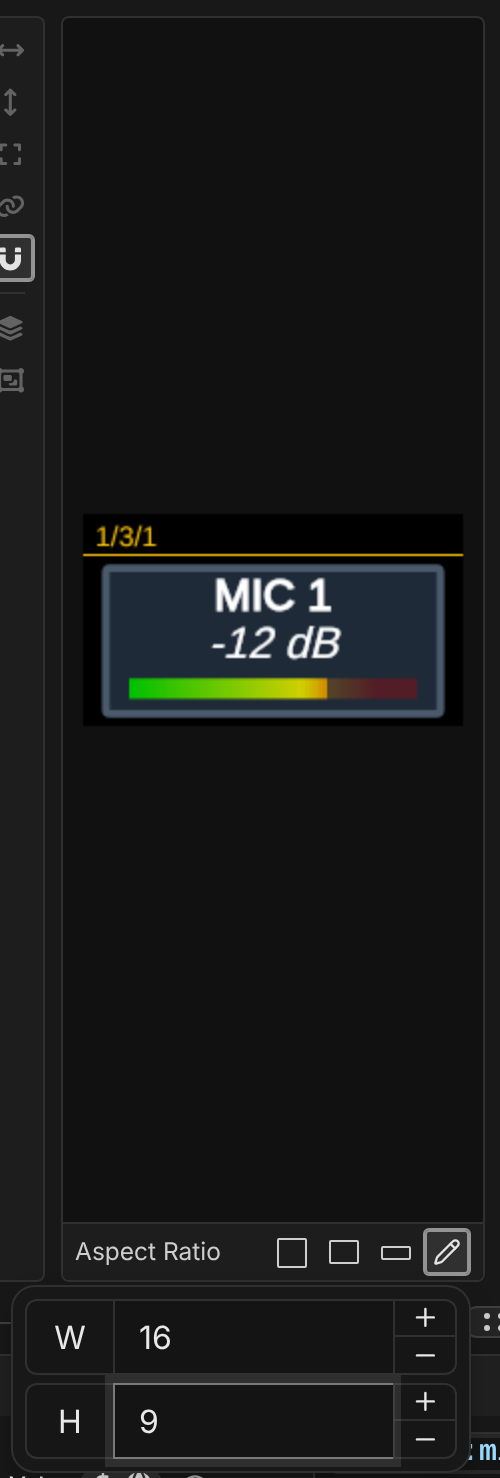 1/3/1
MIC 1
-12 dB
Aspect Ratio
W 16 + −
H 9 + −